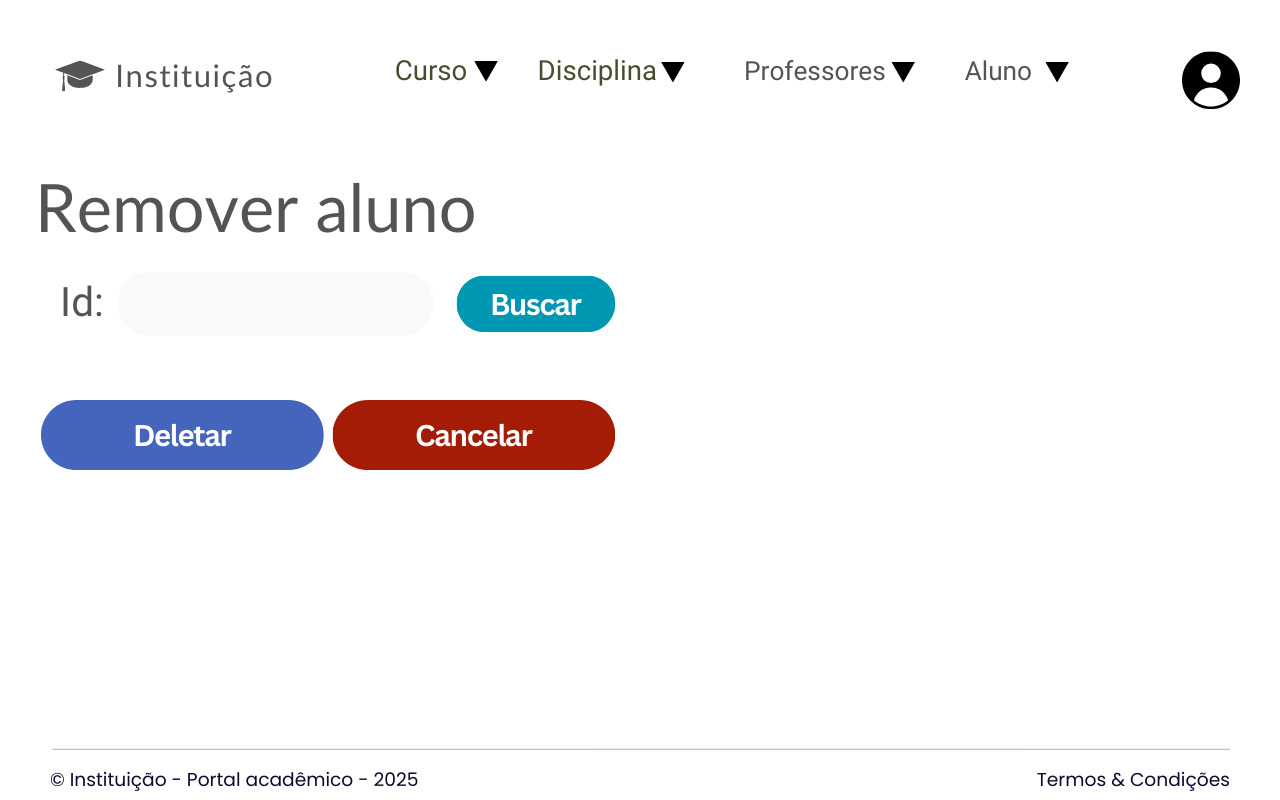 Instituição
Curso Disciplina Professores Aluno
Remover aluno
Id: Buscar
Deletar Cancelar
© Instituição - Portal acadêmico - 2025 Termos & Condições